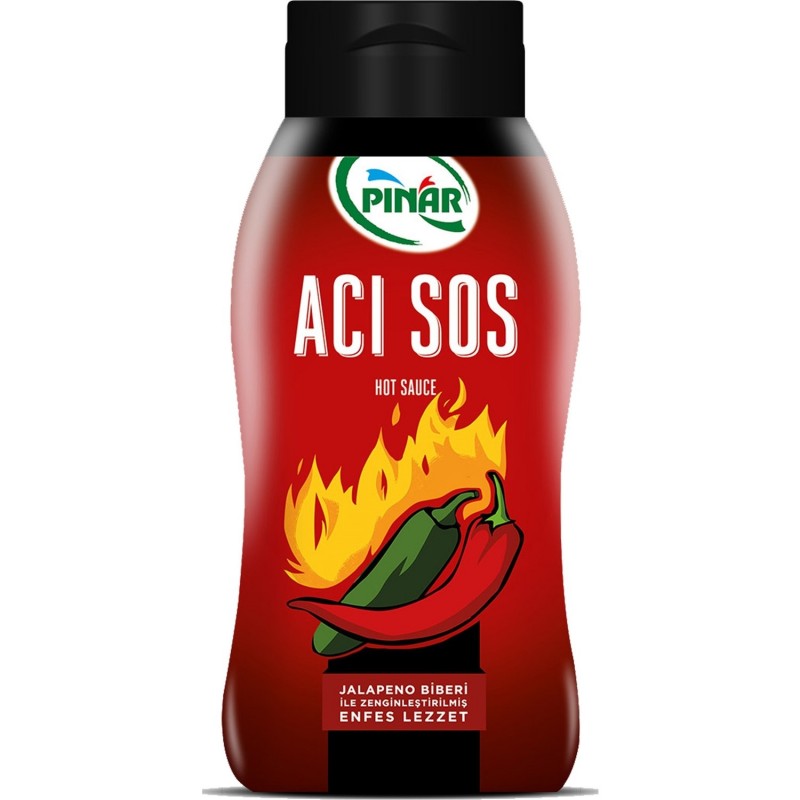 PINAR
ACI SOS
HOT SAUCE
JALAPENO BİBERİ
İLE ZENGİNLEŞTİRİLMİŞ
ENFES LEZZET